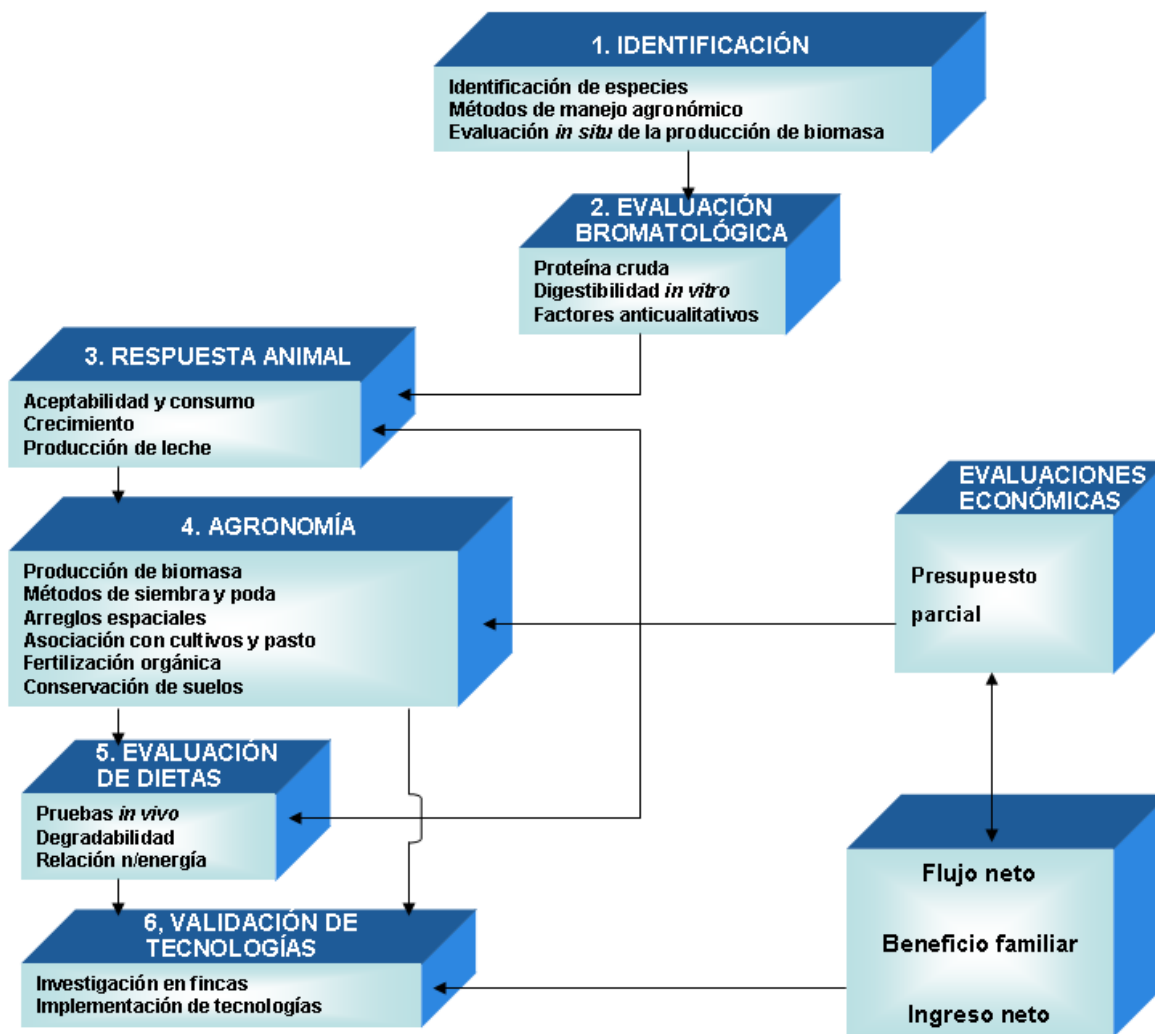 1. IDENTIFICACIÓN
Identificación de especies
Métodos de manejo agronómico
Evaluación in situ de la producción de biomasa
2. EVALUACIÓN
BROMATOLÓGICA
Proteína cruda
Digestibilidad in vitro
Factores anticualitativos
3. RESPUESTA ANIMAL
Aceptabilidad y consumo
Crecimiento
Producción de leche
4. AGRONOMÍA
Producción de biomasa
Métodos de siembra y poda
Arreglos espaciales
Asociación con cultivos y pasto
Fertilización orgánica
Conservación de suelos
EVALUACIONES
ECONÓMICAS
Presupuesto
parcial
5. EVALUACIÓN
DE DIETAS
Pruebas in vivo
Degradabilidad
Relación n/energía
6, VALIDACIÓN DE
TECNOLOGÍAS
Investigación en fincas
Implementación de tecnologías
Flujo neto
Beneficio familiar
Ingreso neto